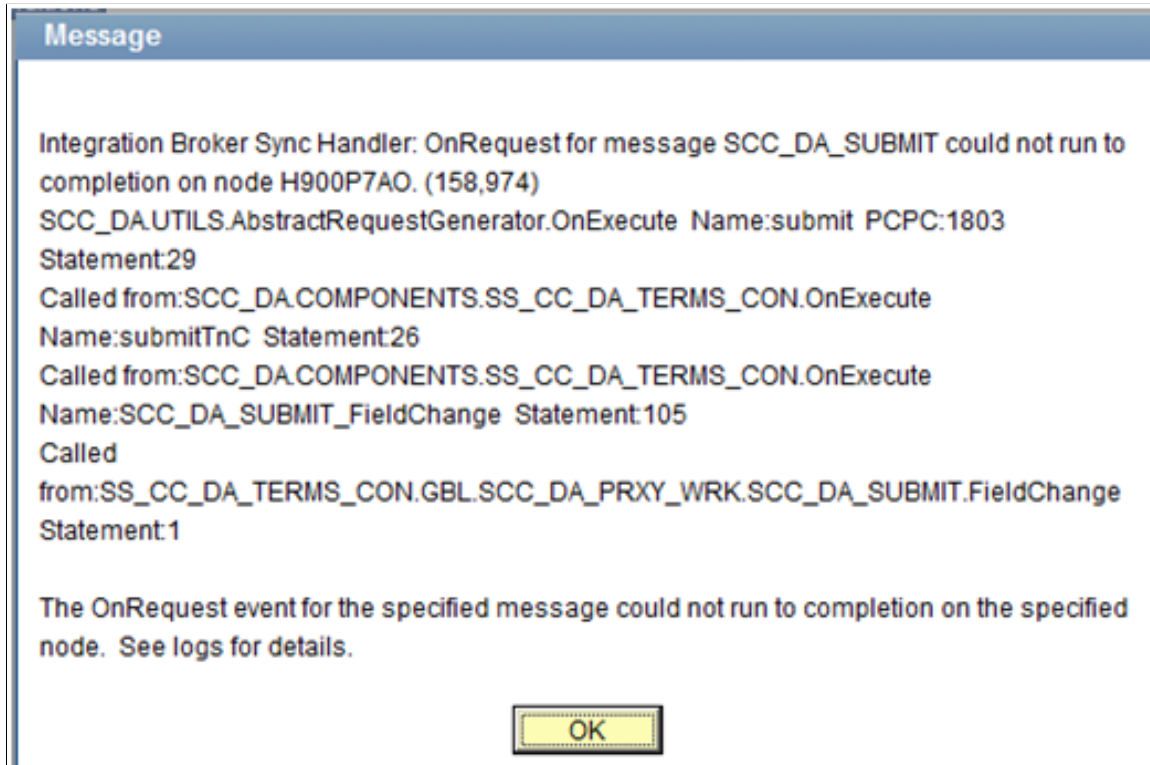 Message
Integration Broker Sync Handler: OnRequest for message SCC_DA_SUBMIT could not run to
completion on node H900P7AO. (158,974)
SCC_DA.UTILS.AbstractRequestGenerator.OnExecute Name:submit PCPC:1803
Statement:29
Called from:SCC_DA.COMPONENTS.SS_CC_DA_TERMS_CON.OnExecute
Name:submitTnC Statement:26
Called from:SCC_DA.COMPONENTS.SS_CC_DA_TERMS_CON.OnExecute
Name:SCC_DA_SUBMIT_FieldChange Statement:105
Called
from:SS_CC_DA_TERMS_CON.GBL.SCC_DA_PRXY_WRK.SCC_DA_SUBMIT.FieldChange
Statement:1
The OnRequest event for the specified message could not run to completion on the specified
node. See logs for details.
OK